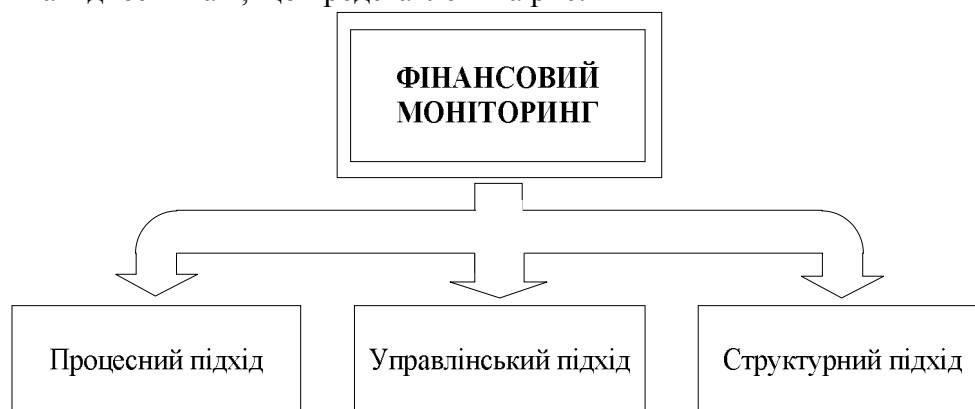 ФІНАНСОВИЙ
МОНІТОРИНГ
Процесний підхід
Управлінський підхід
Структурний підхід